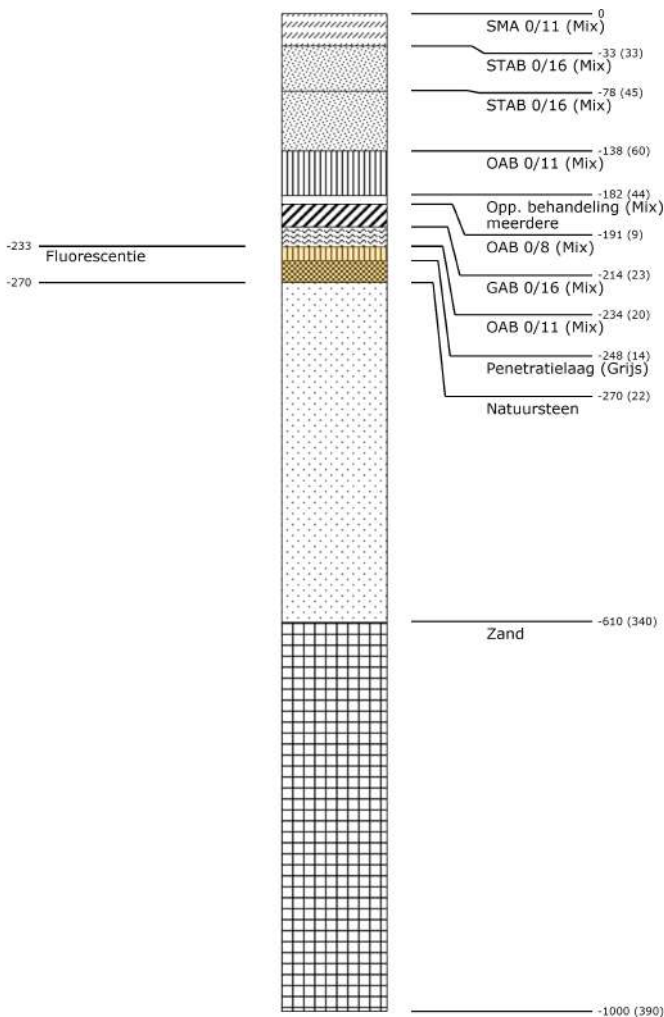 0
SMA 0/11 (Mix)
-33 (33)
STAB 0/16 (Mix)
-78 (45)
STAB 0/16 (Mix)
-138 (60)
OAB 0/11 (Mix)
-182 (44)
Opp. behandeling (Mix)
meerdere
-191 (9)
OAB 0/8 (Mix)
-214 (23)
GAB 0/16 (Mix)
-234 (20)
OAB 0/11 (Mix)
-248 (14)
Penetratielaag (Grijs)
-270 (22)
Natuursteen
-233
Fluorescentie
-270
-610 (340)
Zand
-1000 (390)